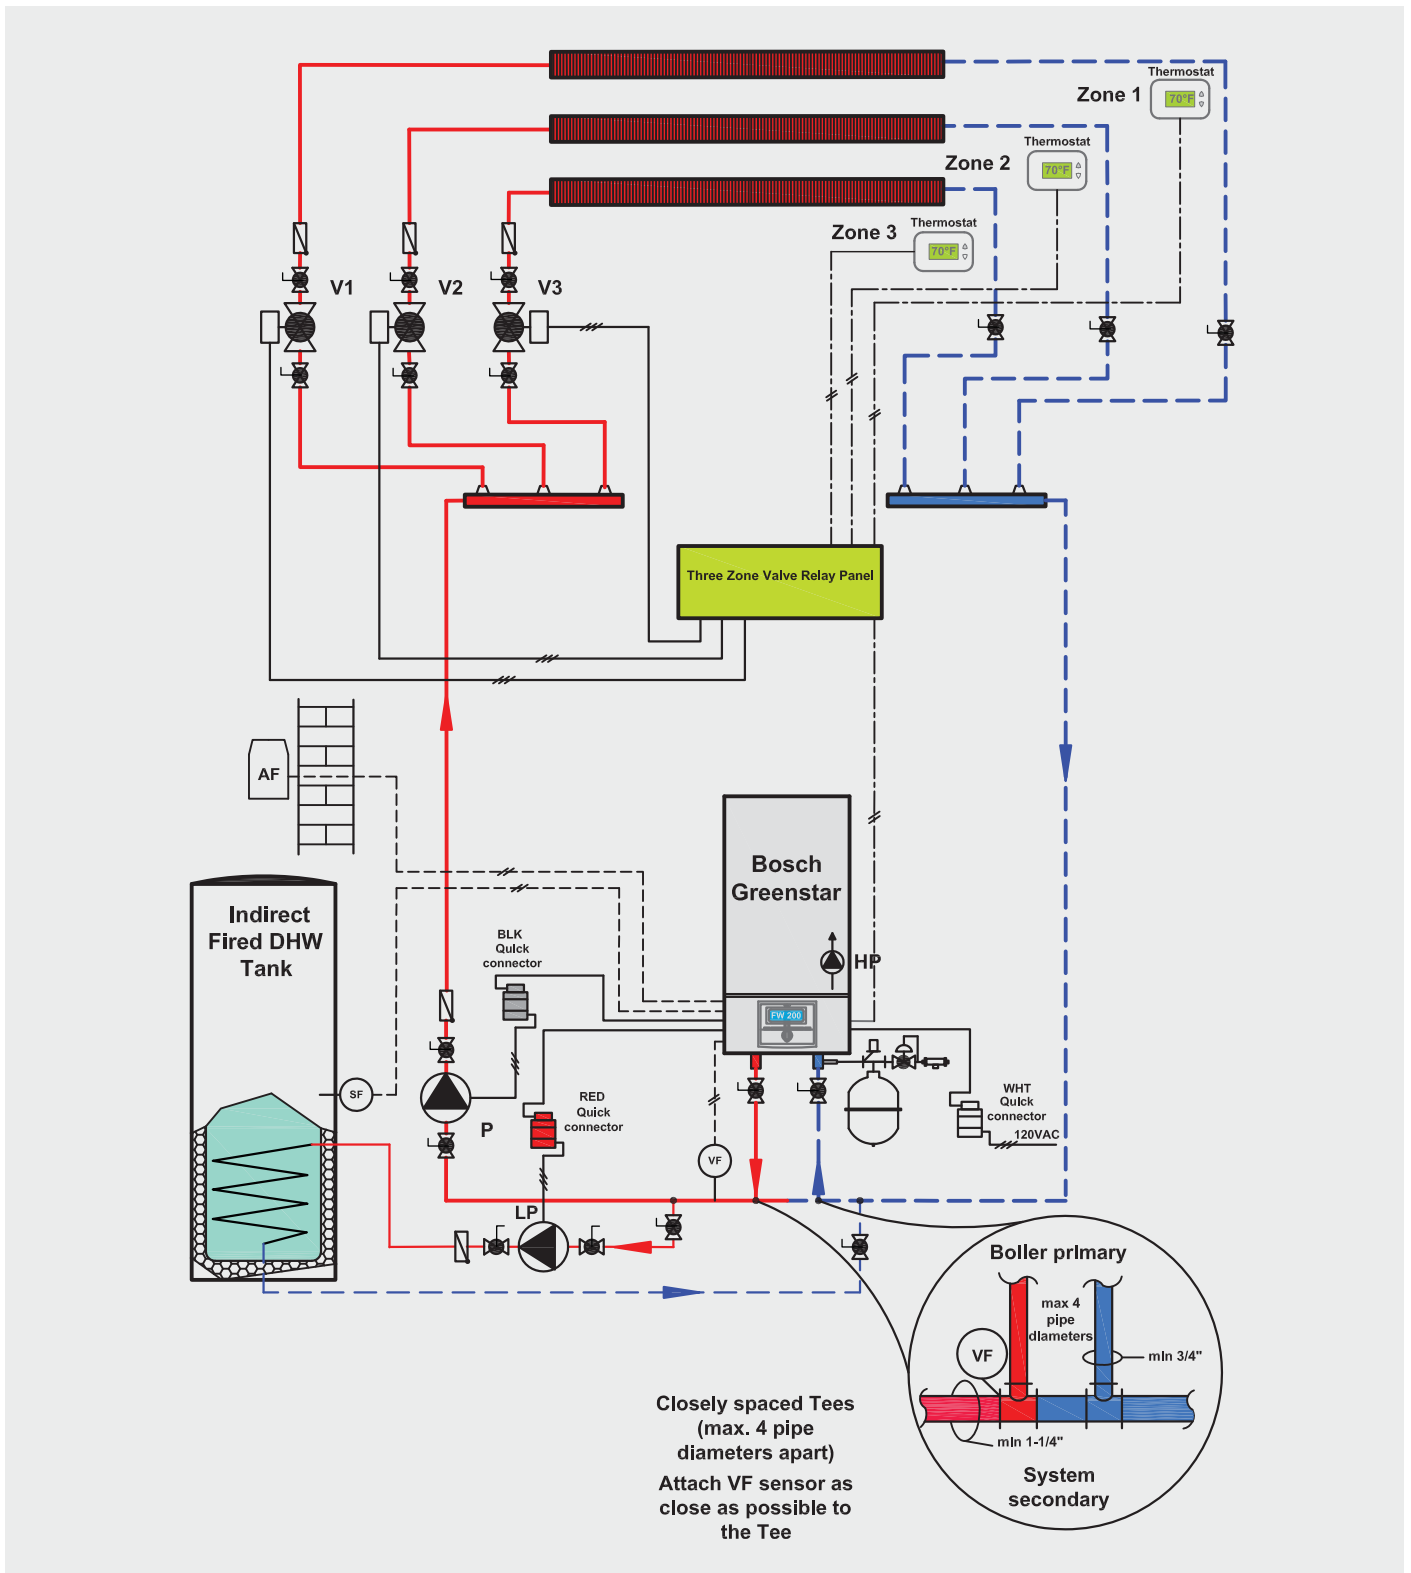 Thermostat
Zone 1
70°F
Thermostat
Zone 2
70°F
Thermostat
Zone 3
70°F
V1
V2
V3
Three Zone Valve Relay Panel
AF
Bosch
Greenstar
HP
FW 200
Indirect
Fired DHW
Tank
BLK
Quick
connector
SF
P
RED
Quick
connector
WHT
Quick
connector
120VAC
VF
LP
Boller prImary
max 4
pipe
dIameters
VF
mIn 3/4"
mIn 1-1/4"
System
secondary
Closely spaced Tees
(max. 4 pipe
diameters apart)
Attach VF sensor as
close as possible to
the Tee